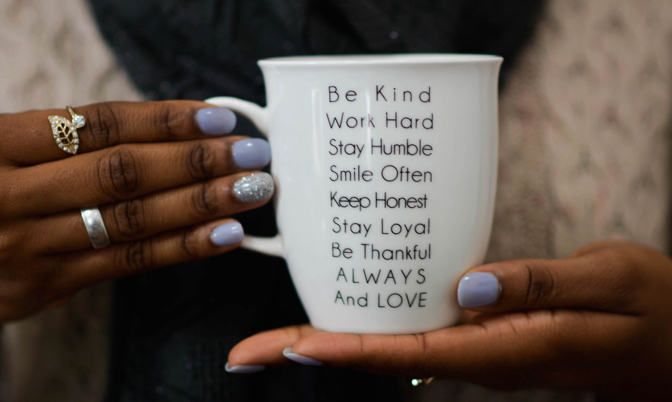 Be Kind
Work Hard
Stay Humble
Smile Often
Keep Honest
Stay Loyal
Be Thankful
ALWAYS
And LOVE